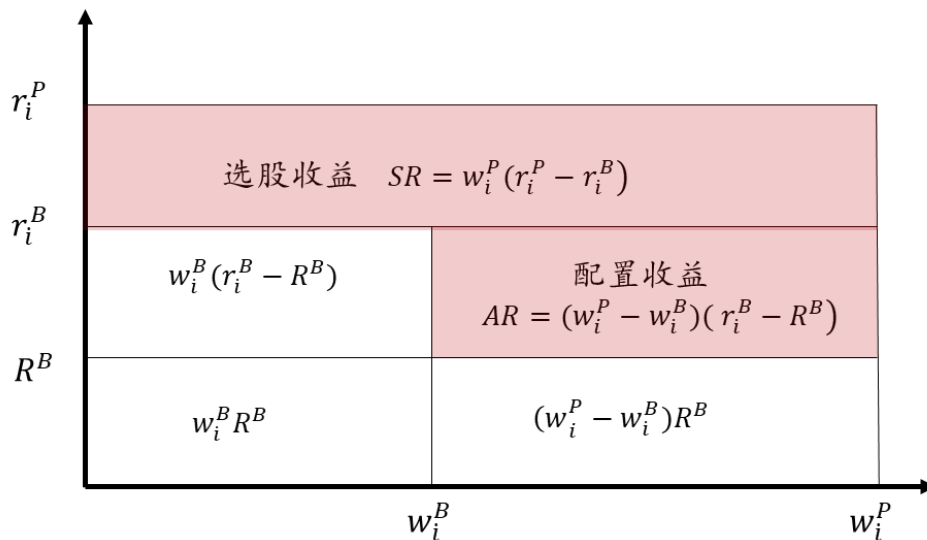 r_i^P
选股收益 SR = w_i^P(r_i^P − r_i^B)
r_i^B
w_i^B(r_i^B − R^B)
配置收益
AR = (w_i^P − w_i^B)( r_i^B − R^B)
R^B
w_i^B R^B
(w_i^P − w_i^B)R^B
w_i^B
w_i^P